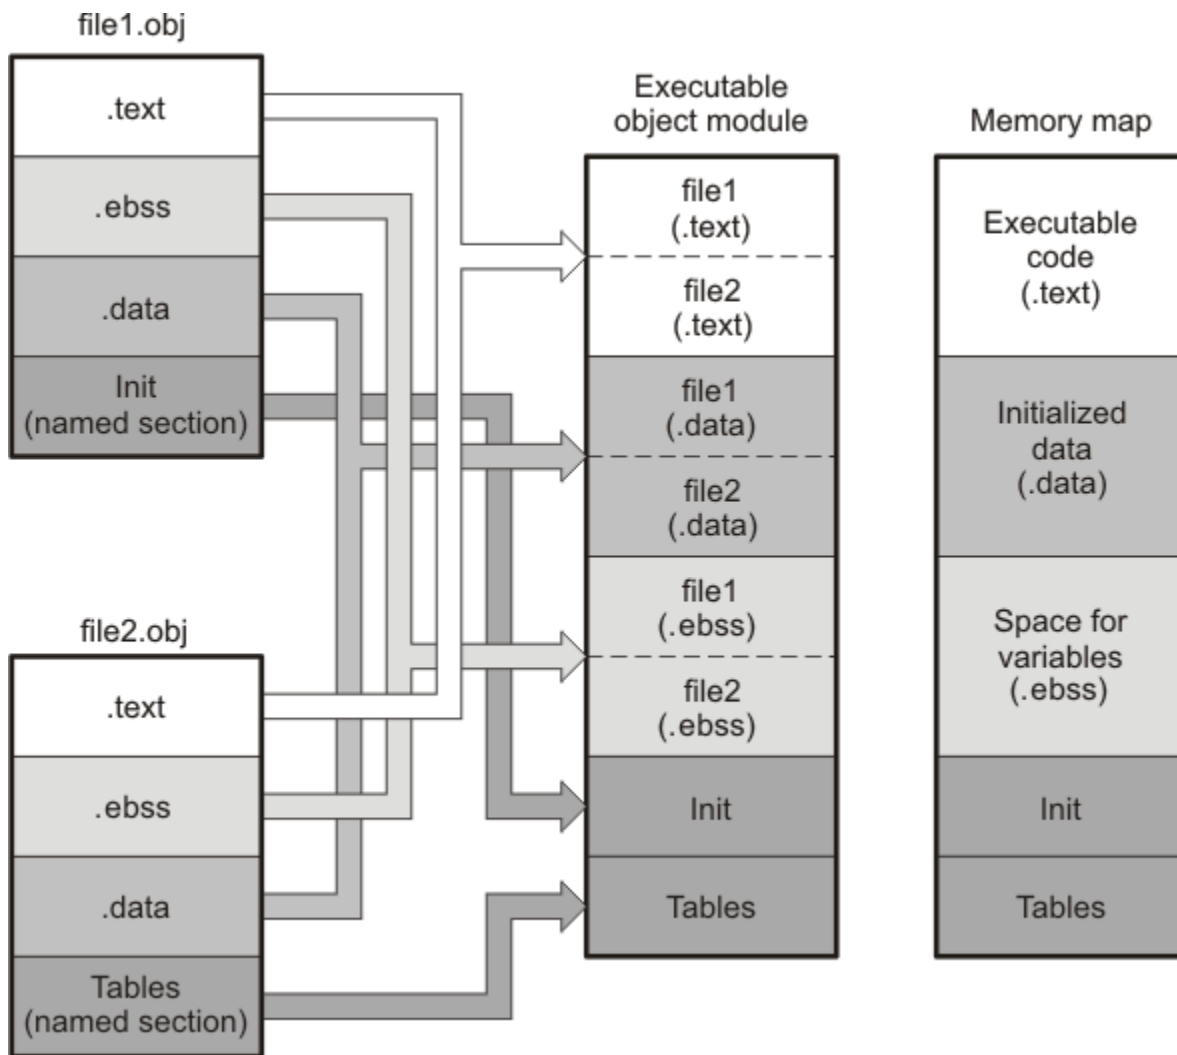 file1.obj
.text
.ebss
.data
Init
(named section)
file2.obj
.text
.ebss
.data
Tables
(named section)
Executable
object module
file1
(.text)
file2
(.text)
file1
(.data)
file2
(.data)
file1
(.ebss)
file2
(.ebss)
Init
Tables
Memory map
Executable
code
(.text)
Initialized
data
(.data)
Space for
variables
(.ebss)
Init
Tables